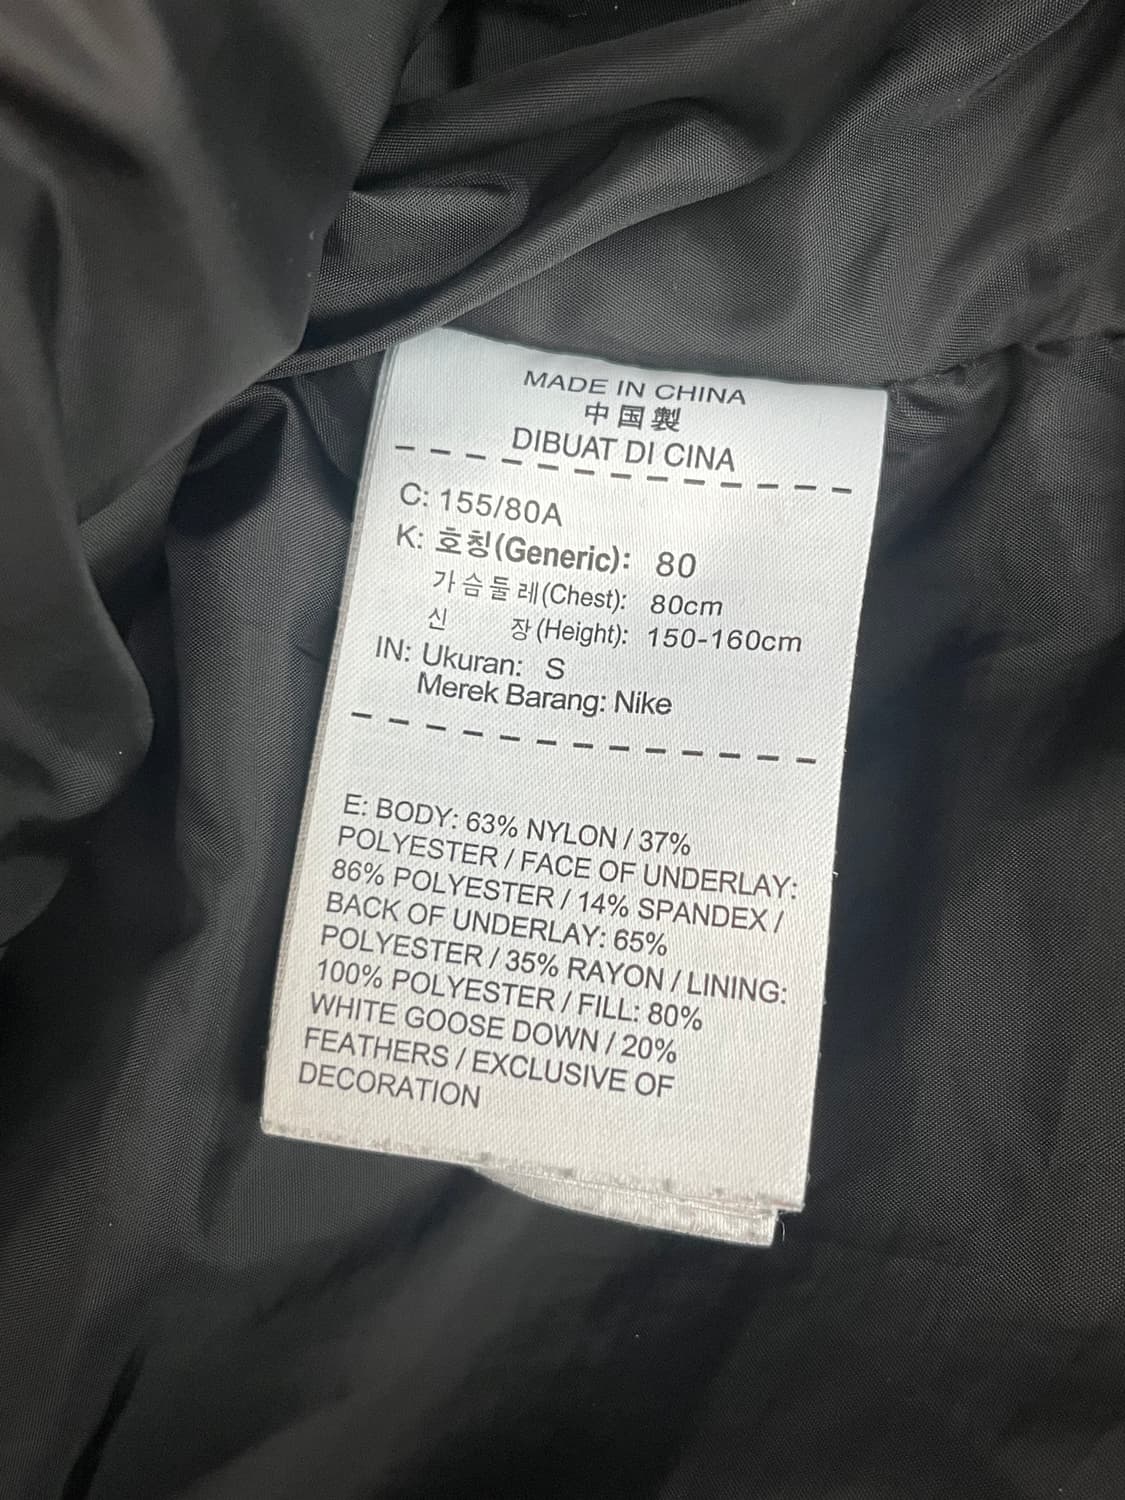 MADE IN CHINA
中国製
DIBUAT DI CINA
C: 155/80A
K: 호칭(Generic): 80
가슴둘레(Chest): 80cm
신 장(Height): 150-160cm
IN: Ukuran: S
Merek Barang: Nike
E: BODY: 63% NYLON / 37%
POLYESTER / FACE OF UNDERLAY:
86% POLYESTER / 14% SPANDEX /
BACK OF UNDERLAY: 65%
POLYESTER / 35% RAYON / LINING:
100% POLYESTER / FILL: 80%
WHITE GOOSE DOWN / 20%
FEATHERS / EXCLUSIVE OF
DECORATION